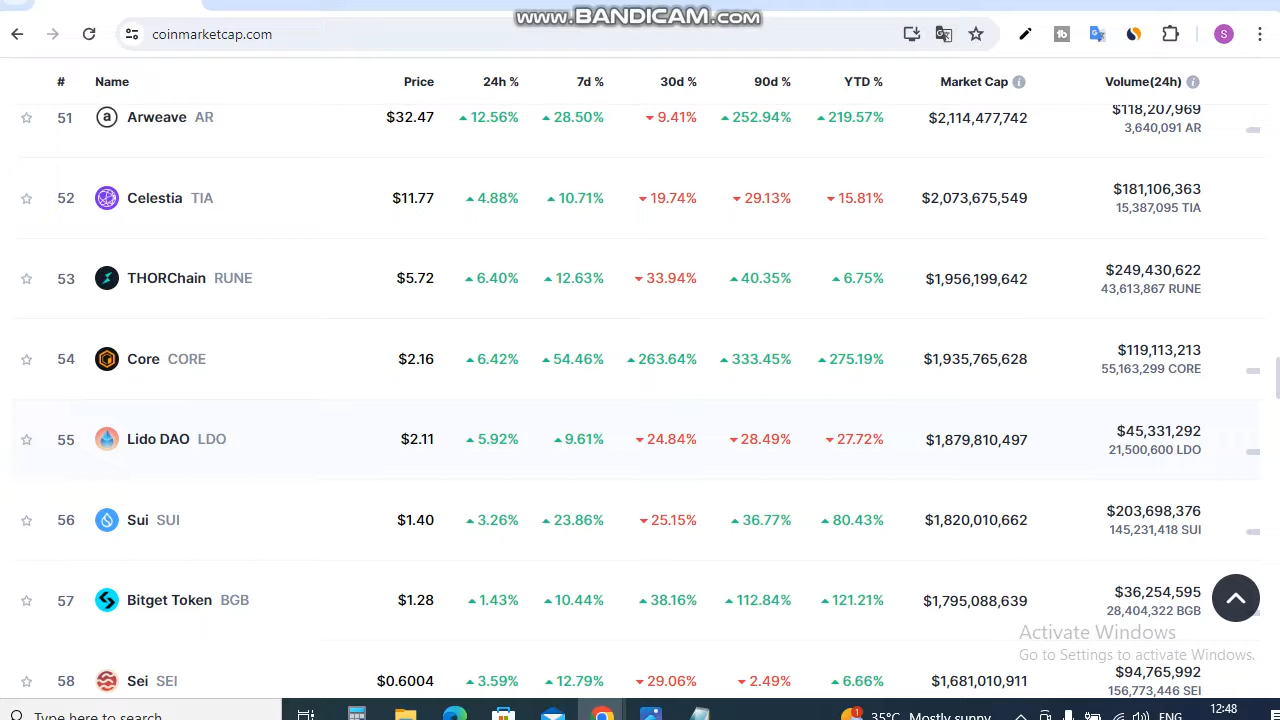 www.BANDICAM.com
coinmarketcap.com
# Name Price 24h % 7d % 30d % 90d % YTD % Market Cap Volume(24h)
51 Arweave AR $32.47 12.56% 28.50% 9.41% 252.94% 219.57% $2,114,477,742 $118,207,969
3,640,091 AR
52 Celestia TIA $11.77 4.88% 10.71% 19.74% 29.13% 15.81% $2,073,675,549 $181,106,363
15,387,095 TIA
53 THORChain RUNE $5.72 6.40% 12.63% 33.94% 40.35% 6.75% $1,956,199,642 $249,430,622
43,613,867 RUNE
54 Core CORE $2.16 6.42% 54.46% 263.64% 333.45% 275.19% $1,935,765,628 $119,113,213
55,163,299 CORE
55 Lido DAO LDO $2.11 5.92% 9.61% 24.84% 28.49% 27.72% $1,879,810,497 $45,331,292
21,500,600 LDO
56 Sui SUI $1.40 3.26% 23.86% 25.15% 36.77% 80.43% $1,820,010,662 $203,698,376
145,231,418 SUI
57 Bitget Token BGB $1.28 1.43% 10.44% 38.16% 112.84% 121.21% $1,795,088,639 $36,254,595
28,404,322 BGB
Activate Windows
Go to Settings to activate Windows.
58 Sei SEI $0.6004 3.59% 12.79% 29.06% 2.49% 6.66% $1,681,010,911 $94,765,992
156,773,446 SEI
Type here to search 35°C Mostly sunny ENG 12:48